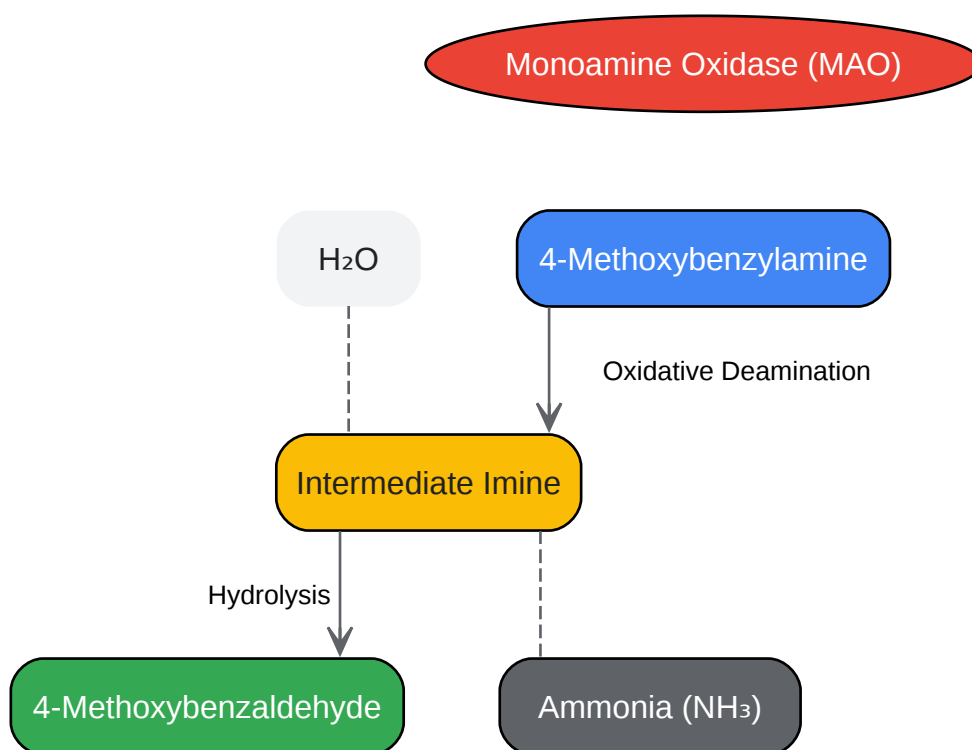 Monoamine Oxidase (MAO)
H₂O
4-Methoxybenzylamine
Oxidative Deamination
Intermediate Imine
Hydrolysis
4-Methoxybenzaldehyde
Ammonia (NH₃)